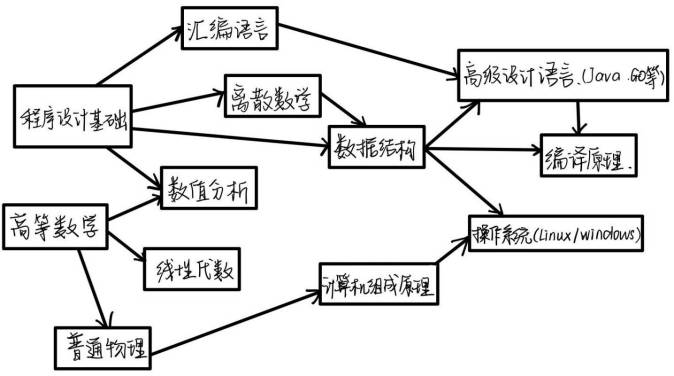 汇编语言
高级设计语言.(Java.GO等)
离散数学
程序设计基础
数据结构
编译原理.
数值分析
高等数学
操作系统(Linux/windows)
线性代数
计算机组成原理
普通物理